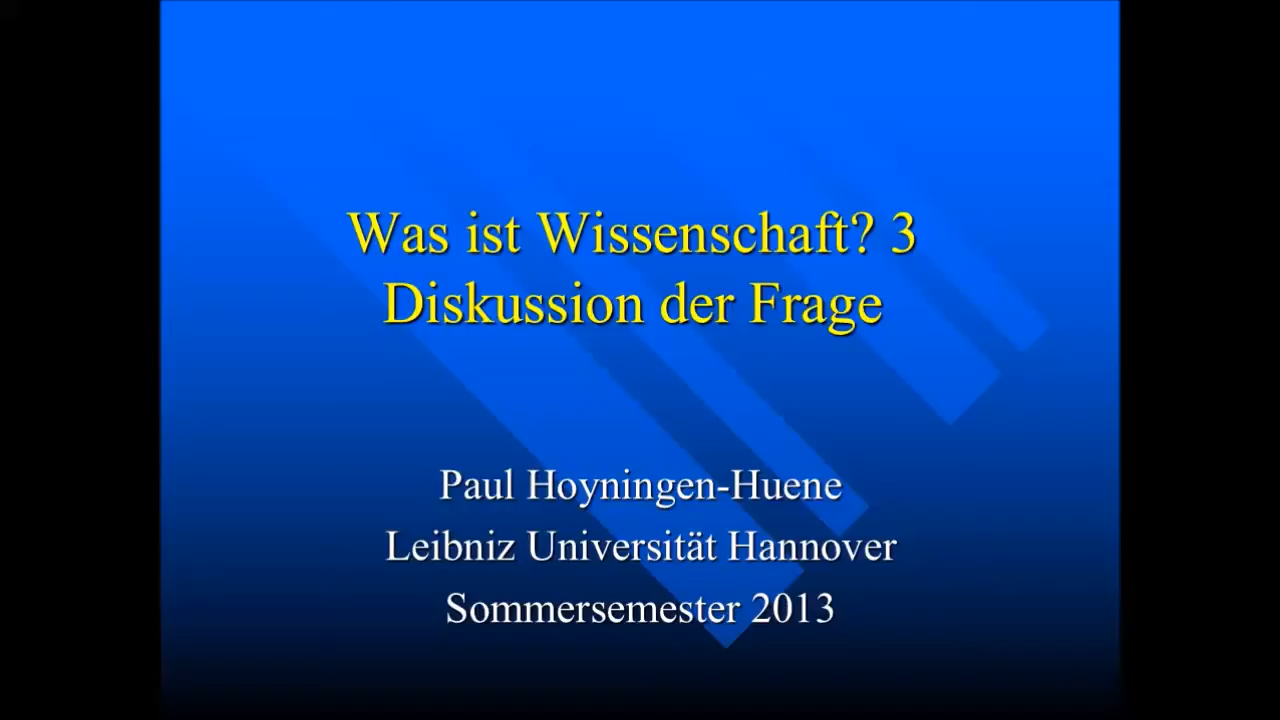 Was ist Wissenschaft? 3
Diskussion der Frage
Paul Hoyningen-Huene
Leibniz Universität Hannover
Sommersemester 2013